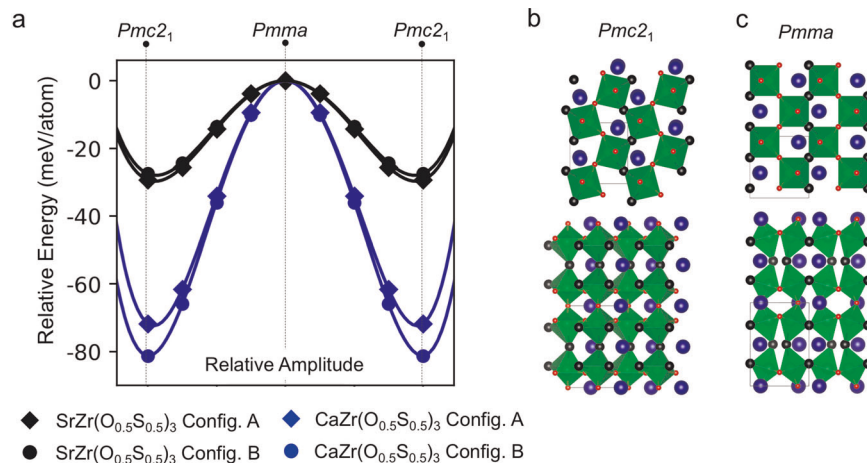 a
Pmc2₁
Pmma
Pmc2₁
b
Pmc2₁
c
Pmma
Relative Energy (meV/atom)
0
-20
-40
-60
-80
Relative Amplitude
SrZr(O₀.₅S₀.₅)₃ Config. A
CaZr(O₀.₅S₀.₅)₃ Config. A
SrZr(O₀.₅S₀.₅)₃ Config. B
CaZr(O₀.₅S₀.₅)₃ Config. B